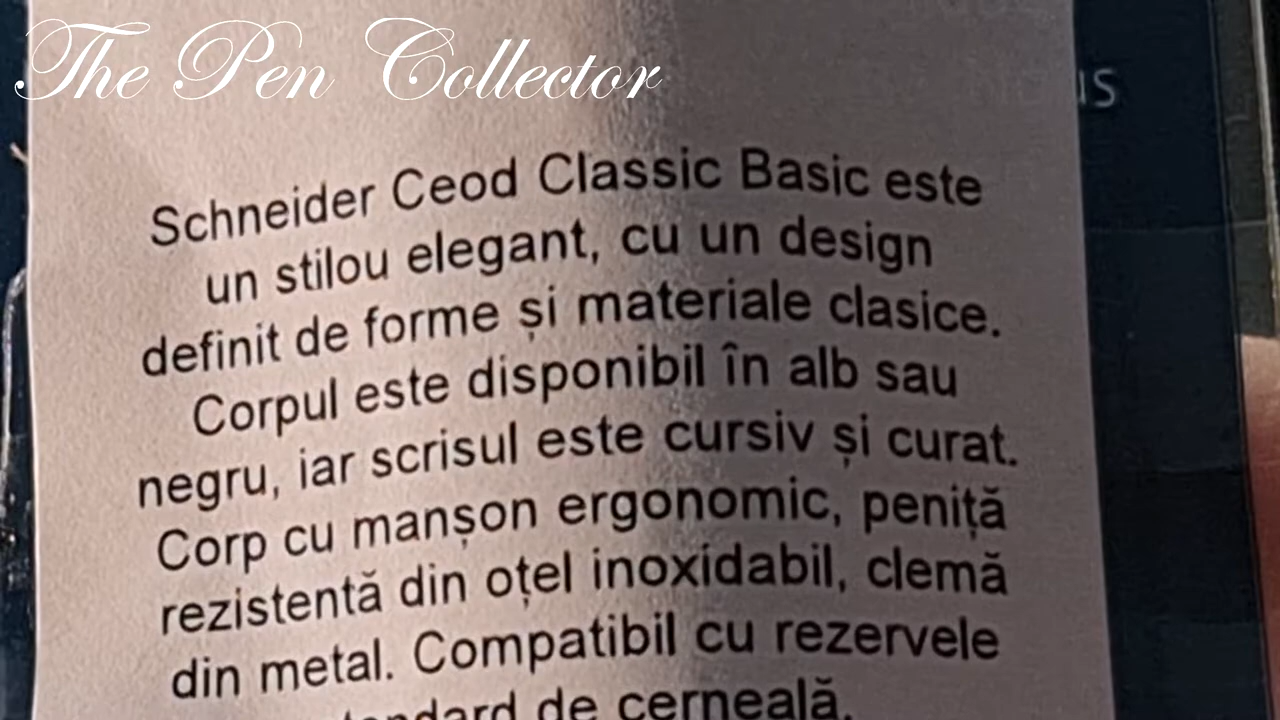 The Pen Collector
Schneider Ceod Classic Basic este
un stilou elegant, cu un design
definit de forme și materiale clasice.
Corpul este disponibil în alb sau
negru, iar scrisul este cursiv și curat.
Corp cu manșon ergonomic, peniță
rezistentă din oțel inoxidabil, clemă
din metal. Compatibil cu rezervele
de cerneală.